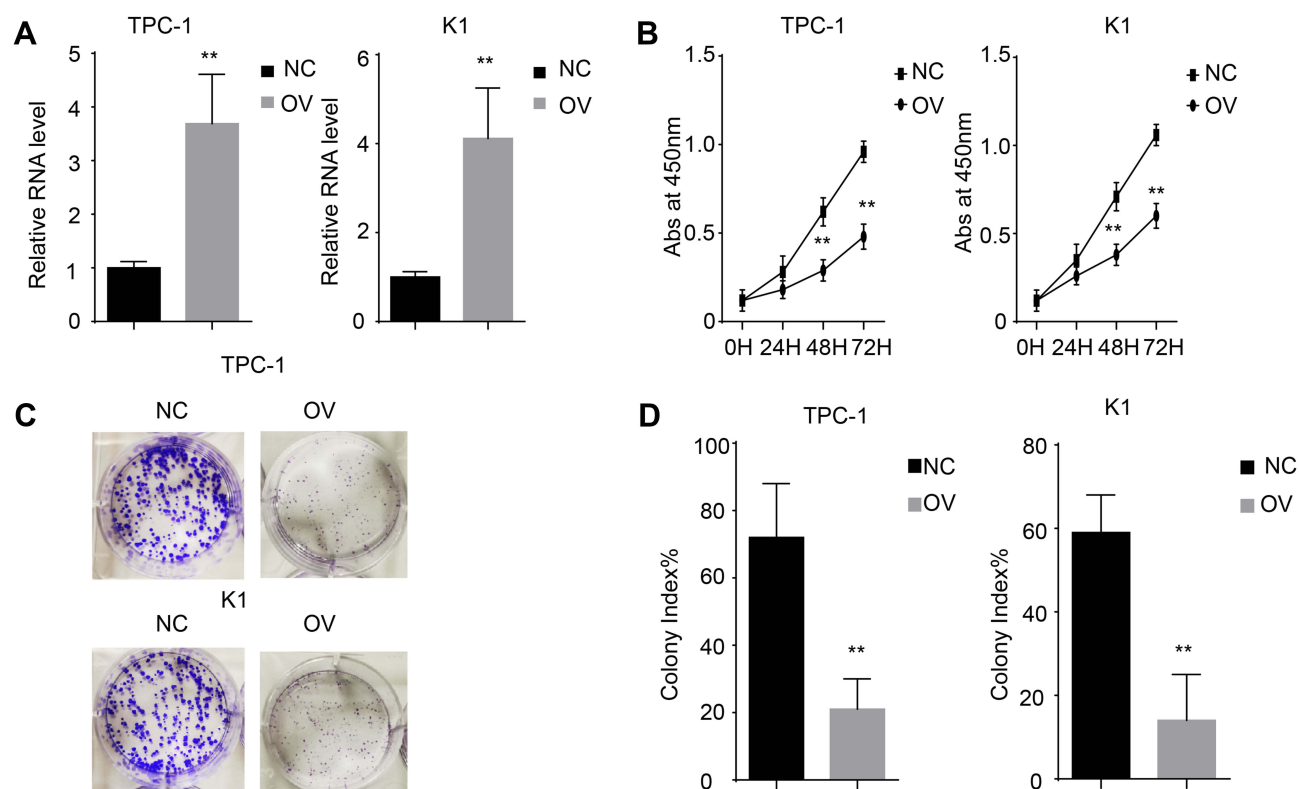 A
TPC-1
Relative RNA level
5
4
3
2
1
0
**
NC
OV
K1
Relative RNA level
6
4
2
0
**
NC
OV
B
TPC-1
Abs at 450nm
1.5
1.0
0.5
0
**
**
0H 24H 48H 72H
NC
OV
K1
Abs at 450nm
1.5
1.0
0.5
0
**
**
0H 24H 48H 72H
NC
OV
C
TPC-1
NC OV
K1
NC OV
D
TPC-1
Colony Index%
100
80
60
40
20
0
**
NC
OV
K1
Colony Index%
80
60
40
20
0
**
NC
OV